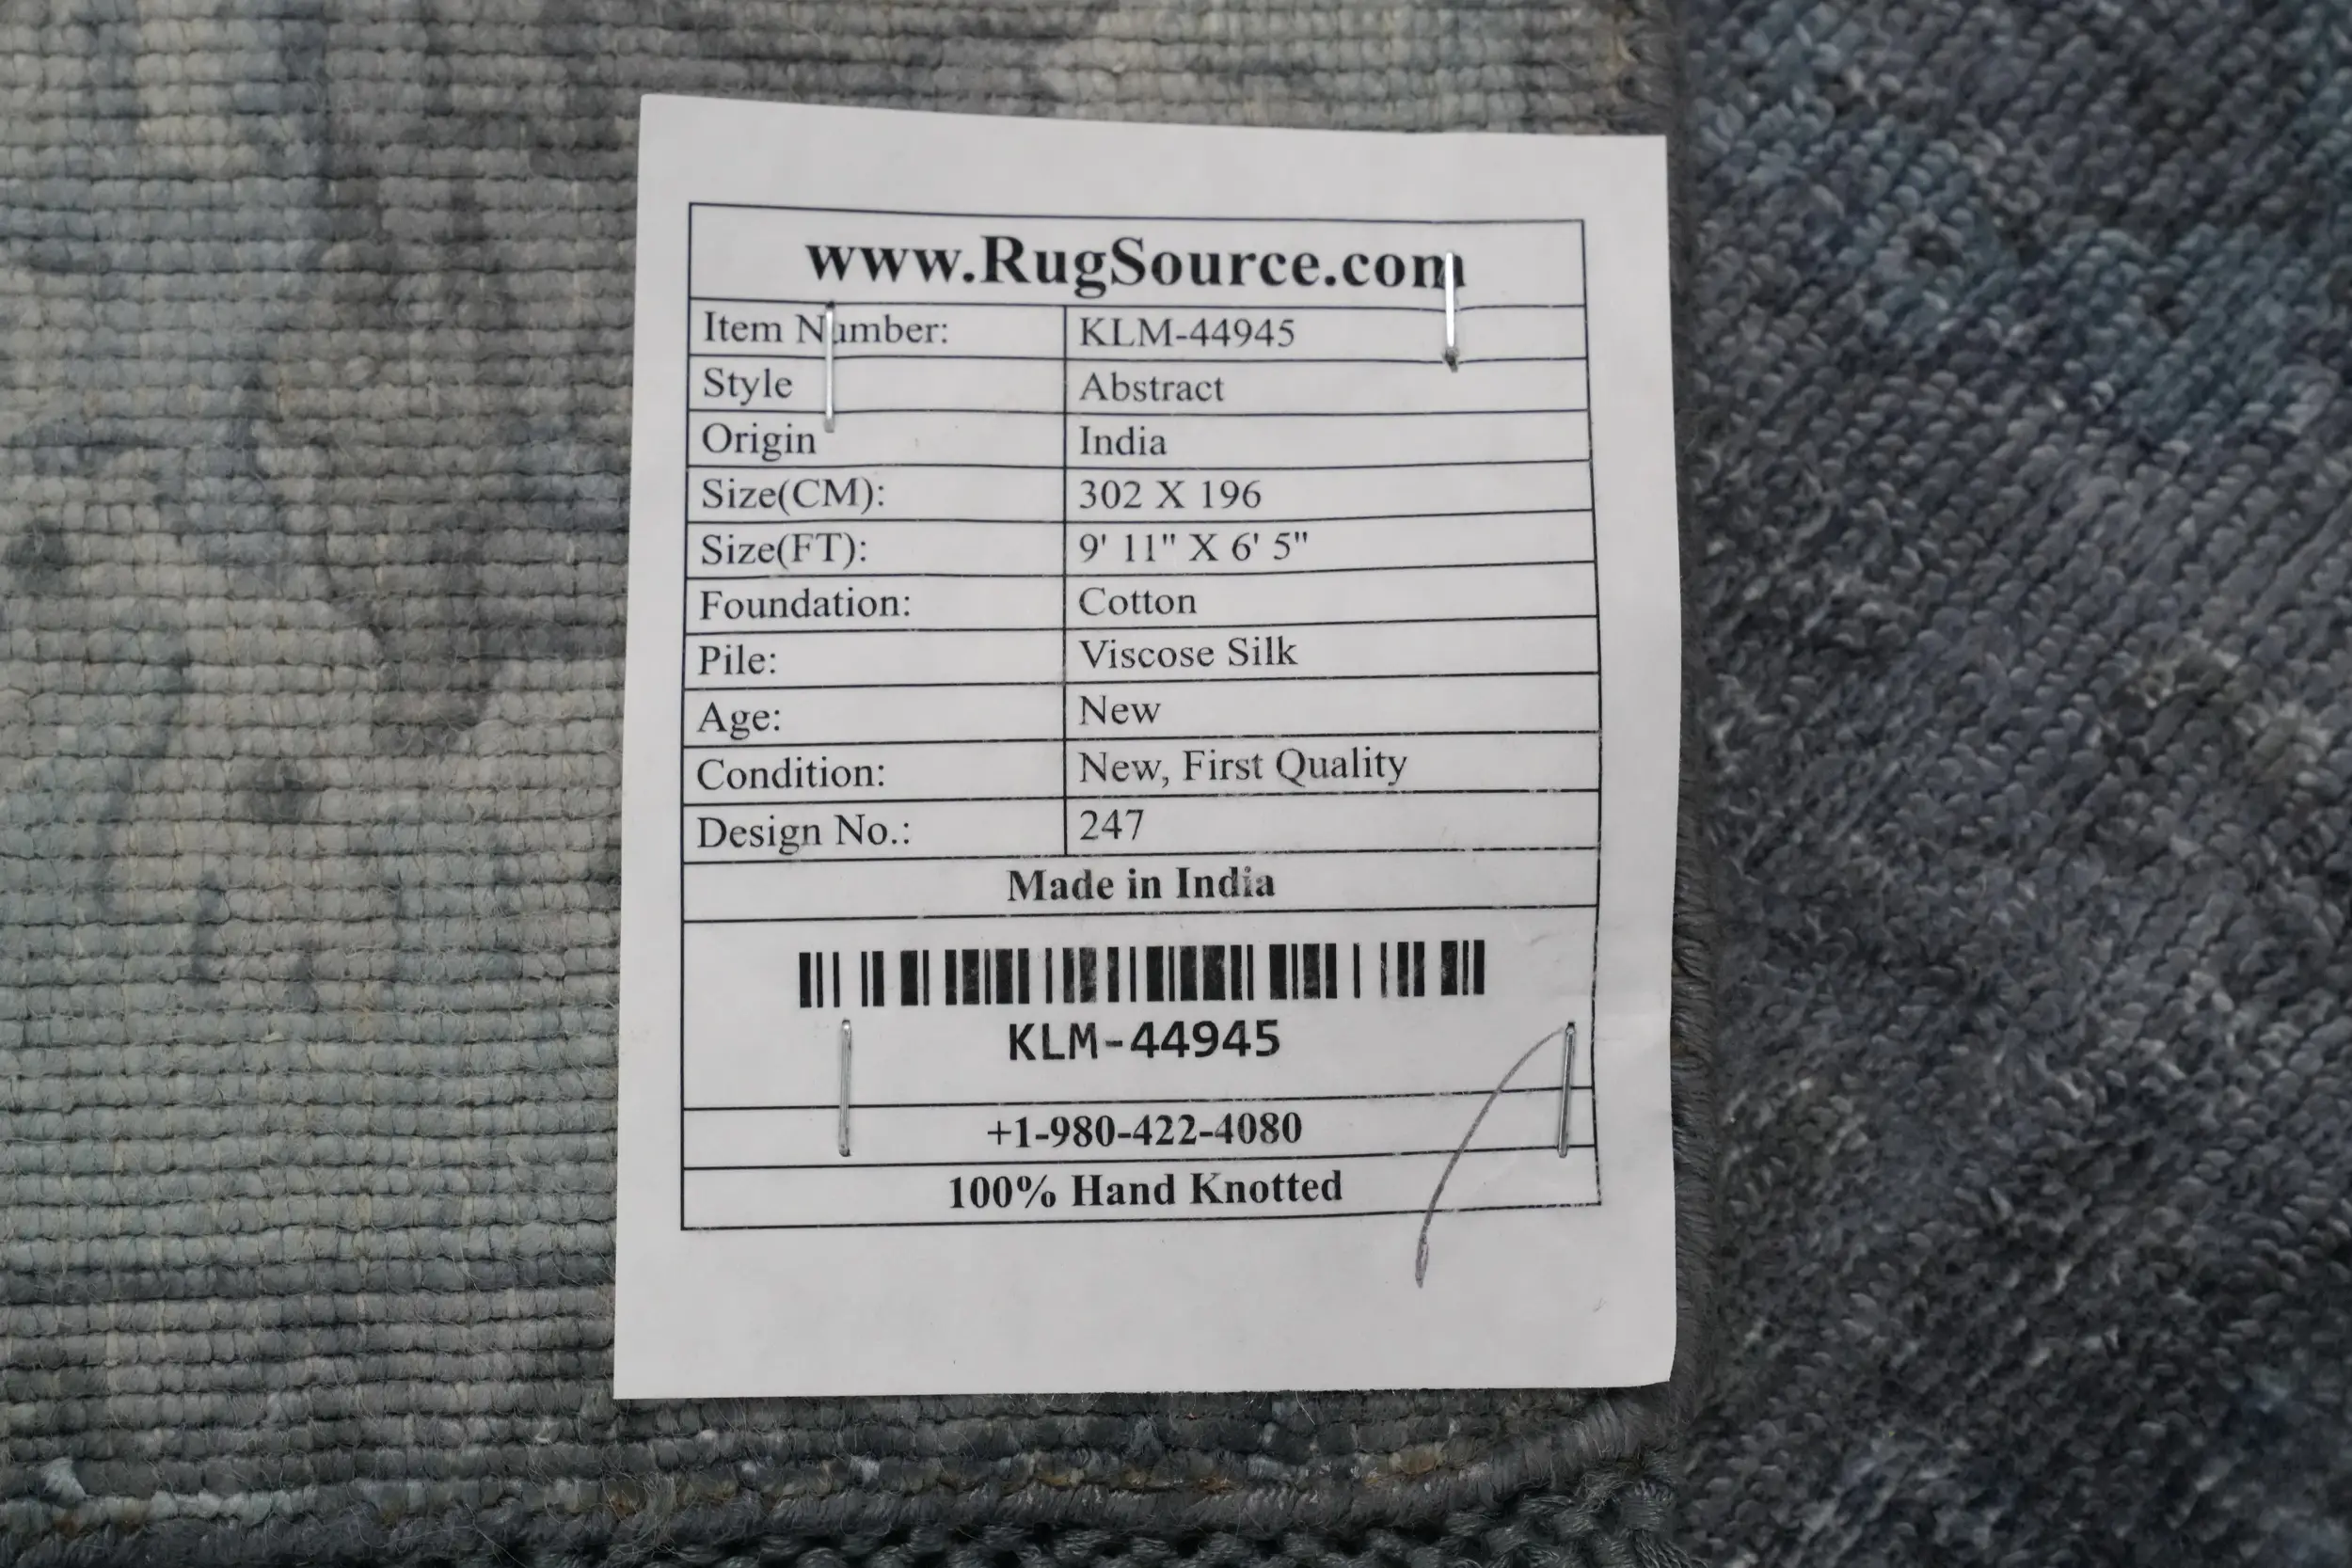 www.RugSource.com
Item Number: KLM-44945
Style Abstract
Origin India
Size(CM): 302 X 196
Size(FT): 9' 11" X 6' 5"
Foundation: Cotton
Pile: Viscose Silk
Age: New
Condition: New, First Quality
Design No.: 247
Made in India
KLM-44945
+1-980-422-4080
100% Hand Knotted